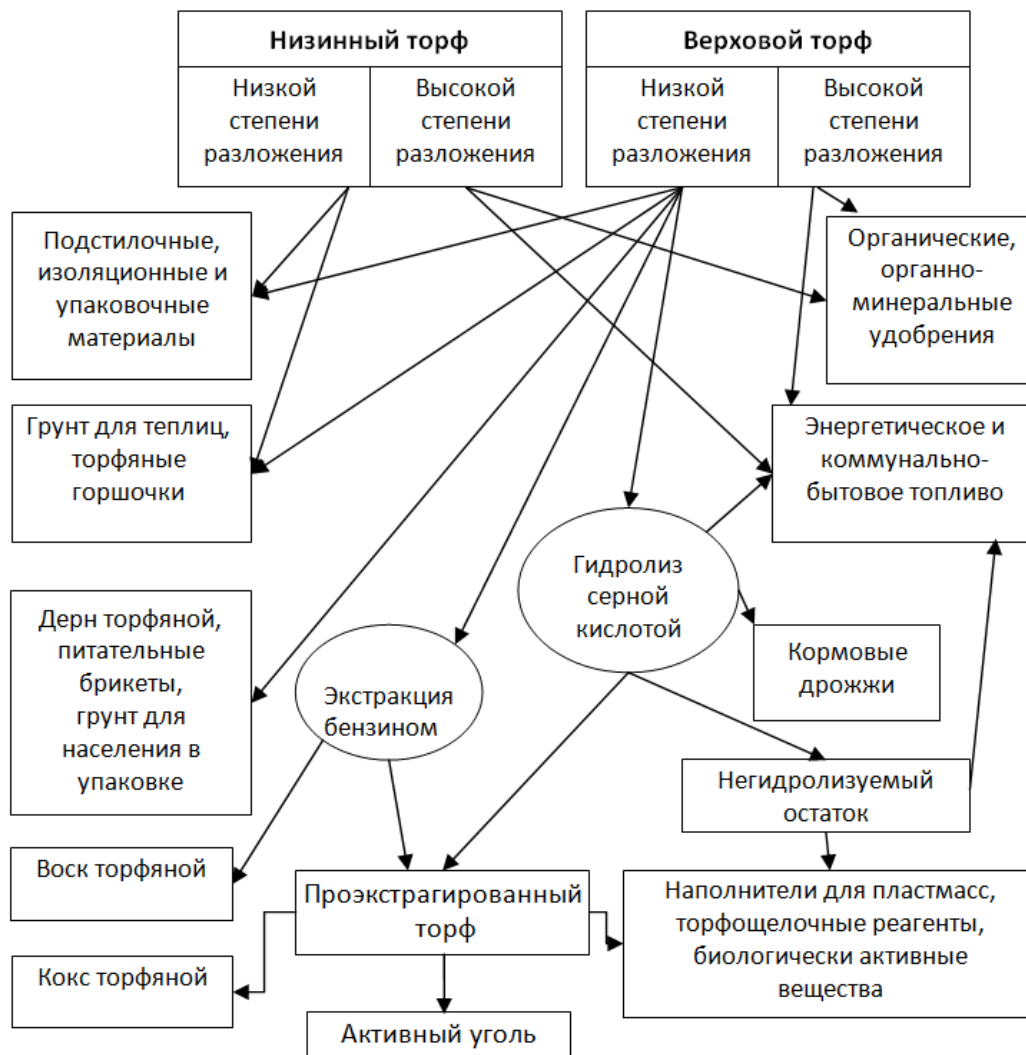 Низинный торф
Верховой торф
Низкой
степени
разложения
Высокой
степени
разложения
Низкой
степени
разложения
Высокой
степени
разложения
Подстилочные,
изоляционные и
упаковочные
материалы
Органические,
органно-
минеральные
удобрения
Грунт для теплиц,
торфяные
горшочки
Энергетическое и
коммунально-
бытовое топливо
Гидролиз
серной
кислотой
Дерн торфяной,
питательные
брикеты,
грунт для
населения в
упаковке
Экстракция
бензином
Кормовые
дрожжи
Негидролизуемый
остаток
Воск торфяной
Проэкстрагированный
торф
Наполнители для пластмасс,
торфощелочные реагенты,
биологически активные
вещества
Кокс торфяной
Активный уголь